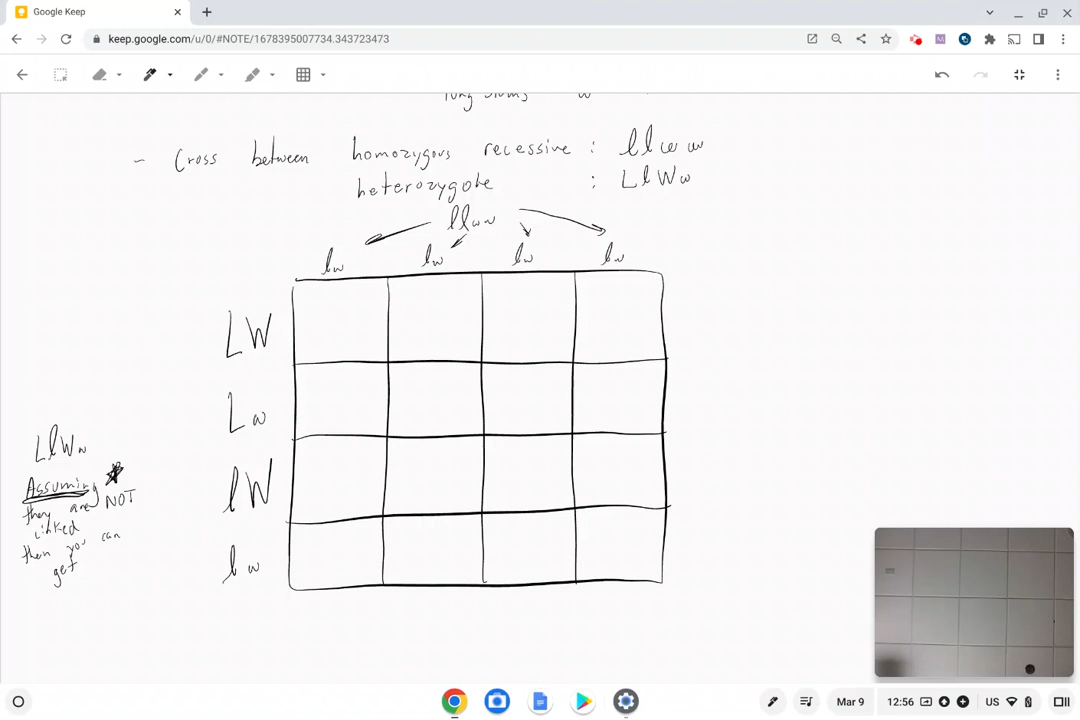 Google Keep
keep.google.com/u/0/#NOTE/1678395007734.343723473
w
- Cross between homozygous recessive : llww
heterozygote : LlWw
llww
lw lw lw lw
LW
Lw
lW
lw
LlWw
Assuming
they are NOT
linked
then you can
get
Mar 9 12:56 US